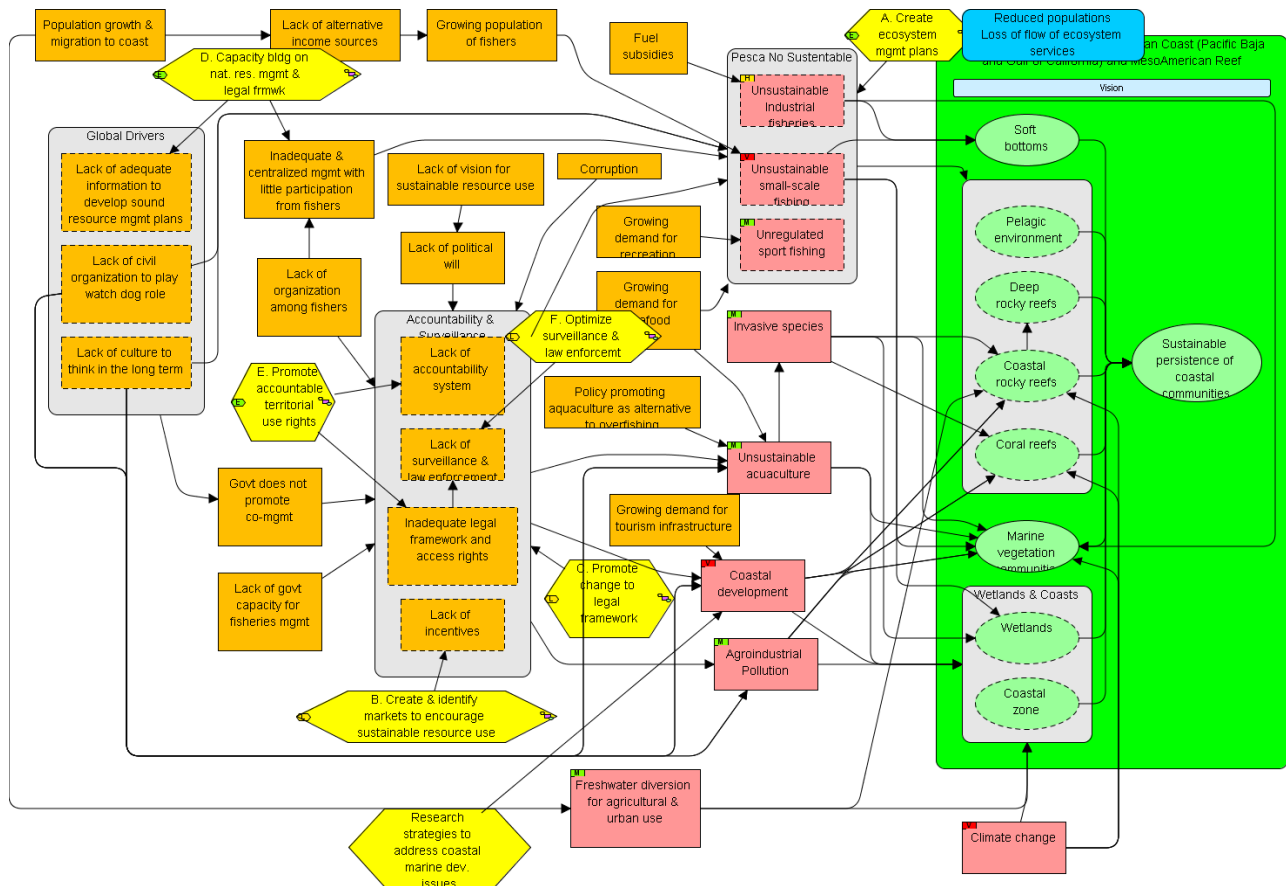 Population growth &
migration to coast
Lack of alternative
income sources
Growing population
of fishers
Fuel
subsidies
A. Create
ecosystem
mgmt plans
Reduced populations
Loss of flow of ecosystem
services
an Coast (Pacific Baja
and Gulf of California) and MesoAmerican Reef
Vision
D. Capacity bldg on
nat. res. mgmt &
legal frmwk
Pesca No Sustentable
Unsustainable
Industrial
fisheries
Unsustainable
small-scale
fishing
Unregulated
sport fishing
Global Drivers
Lack of adequate
information to
develop sound
resource mgmt plans
Lack of civil
organization to play
watch dog role
Lack of culture to
think in the long term
Inadequate &
centralized mgmt with
little participation
from fishers
Lack of vision for
sustainable resource use
Corruption
Lack of political
will
Growing
demand for
recreation
Growing
demand for
Lack of
organization
among fishers
Accountability &
Surveillance
Lack of
accountability
system
Lack of
surveillance &
law enforcement
Inadequate legal
framework and
access rights
Lack of
incentives
F. Optimize
surveillance &
law enforcemt
E. Promote
accountable
territorial
use rights
Invasive species
Policy promoting
aquaculture as alternative
to overfishing
Unsustainable
acuaculture
Govt does not
promote
co-mgmt
Lack of govt
capacity for
fisheries mgmt
Growing demand for
tourism infrastructure
C. Promote
change to
legal
framework
Coastal
development
Agroindustrial
Pollution
B. Create & identify
markets to encourage
sustainable resource use
Freshwater diversion
for agricultural &
urban use
Research
strategies to
address coastal
marine dev.
issues
Climate change
Soft
bottoms
Pelagic
environment
Deep
rocky reefs
Coastal
rocky reefs
Coral reefs
Sustainable
persistence of
coastal
communities
Marine
vegetation
communities
Wetlands & Coasts
Wetlands
Coastal
zone